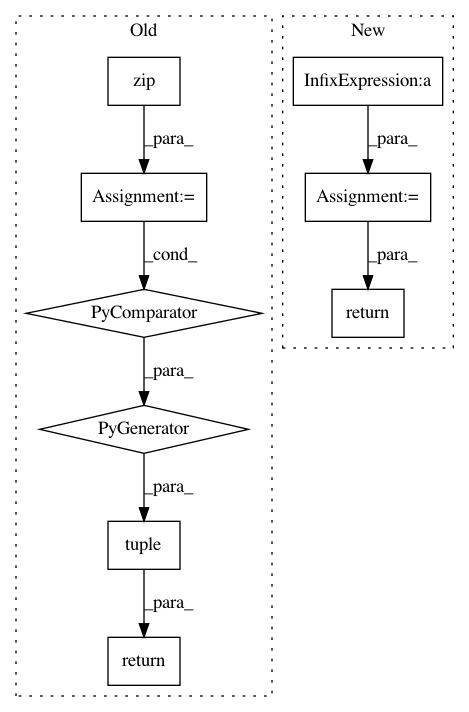 Old
New
zip
InfixExpression:a
_para_
_para_
Assignment:=
Assignment:=
_cond_
_para_
PyComparator
return
_para_
PyGenerator
_para_
tuple
_para_
return